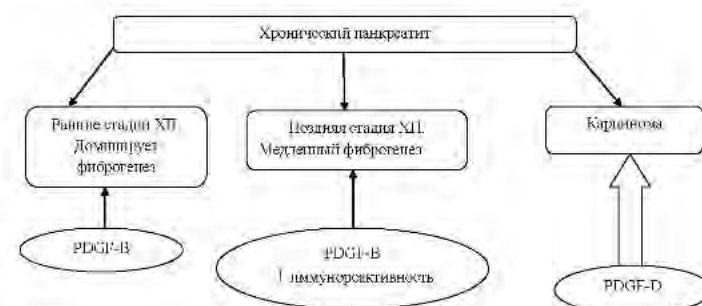 Хронический панкреатит
Ранние стадии ХП
Доминирует
фиброгенез
Поздняя стадия ХП.
Медленный фиброгенез
Карцинома
PDGF-B
PDGF-B
↑ иммунореактивность
PDGF-D